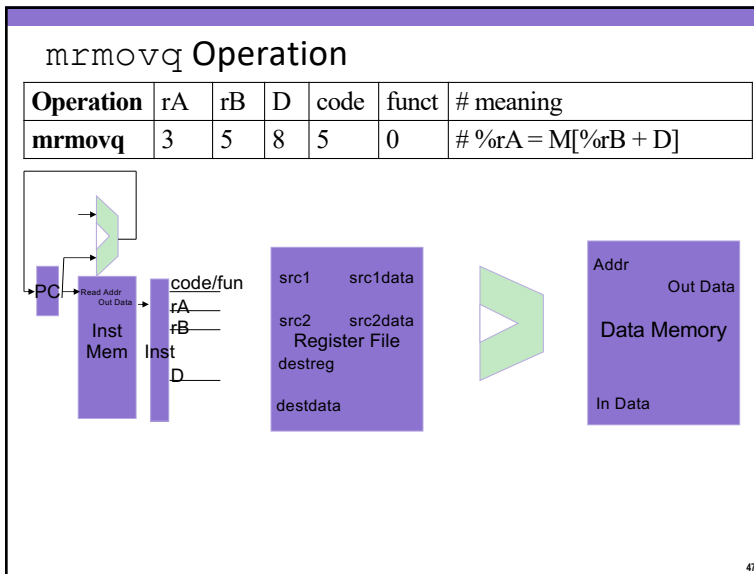 mrmovq Operation
Operation rA rB D code funct # meaning
mrmovq 3 5 8 5 0 # %rA = M[%rB + D]
PC
Read Addr
Out Data
Inst
Mem
Inst
code/fun
rA
rB
D
src1 src1data
src2 src2data
Register File
destreg
destdata
Addr
Out Data
Data Memory
In Data
47